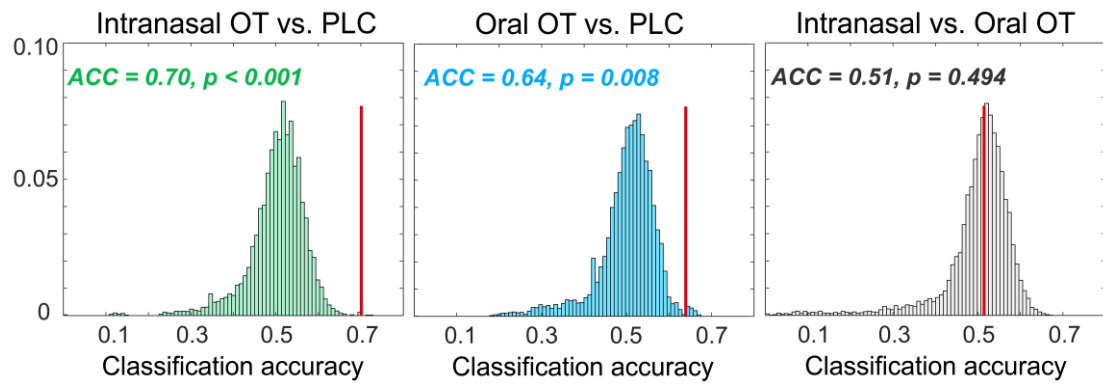 Intranasal OT vs. PLC
Oral OT vs. PLC
Intranasal vs. Oral OT
0.10
0.05
0
ACC = 0.70, p < 0.001
ACC = 0.64, p = 0.008
ACC = 0.51, p = 0.494
0.1 0.3 0.5 0.7
0.1 0.3 0.5 0.7
0.1 0.3 0.5 0.7
Classification accuracy
Classification accuracy
Classification accuracy